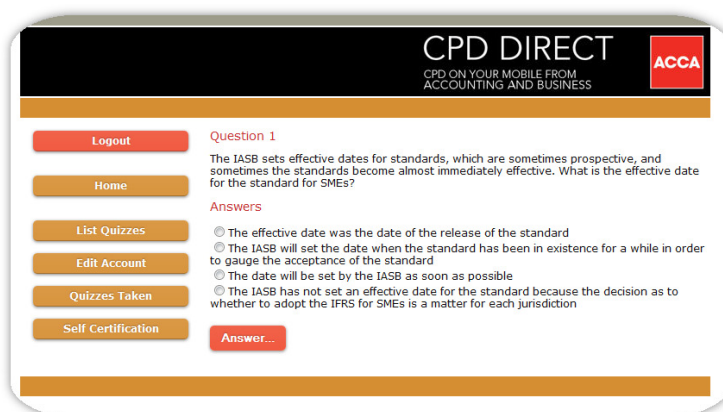 CPD DIRECT
CPD ON YOUR MOBILE FROM
ACCOUNTING AND BUSINESS
ACCA
Logout
Home
List Quizzes
Edit Account
Quizzes Taken
Self Certification
Question 1
The IASB sets effective dates for standards, which are sometimes prospective, and
sometimes the standards become almost immediately effective. What is the effective date
for the standard for SMEs?
Answers
The effective date was the date of the release of the standard
The IASB will set the date when the standard has been in existence for a while in order
to gauge the acceptance of the standard
The date will be set by the IASB as soon as possible
The IASB has not set an effective date for the standard because the decision as to
whether to adopt the IFRS for SMEs is a matter for each jurisdiction
Answer...